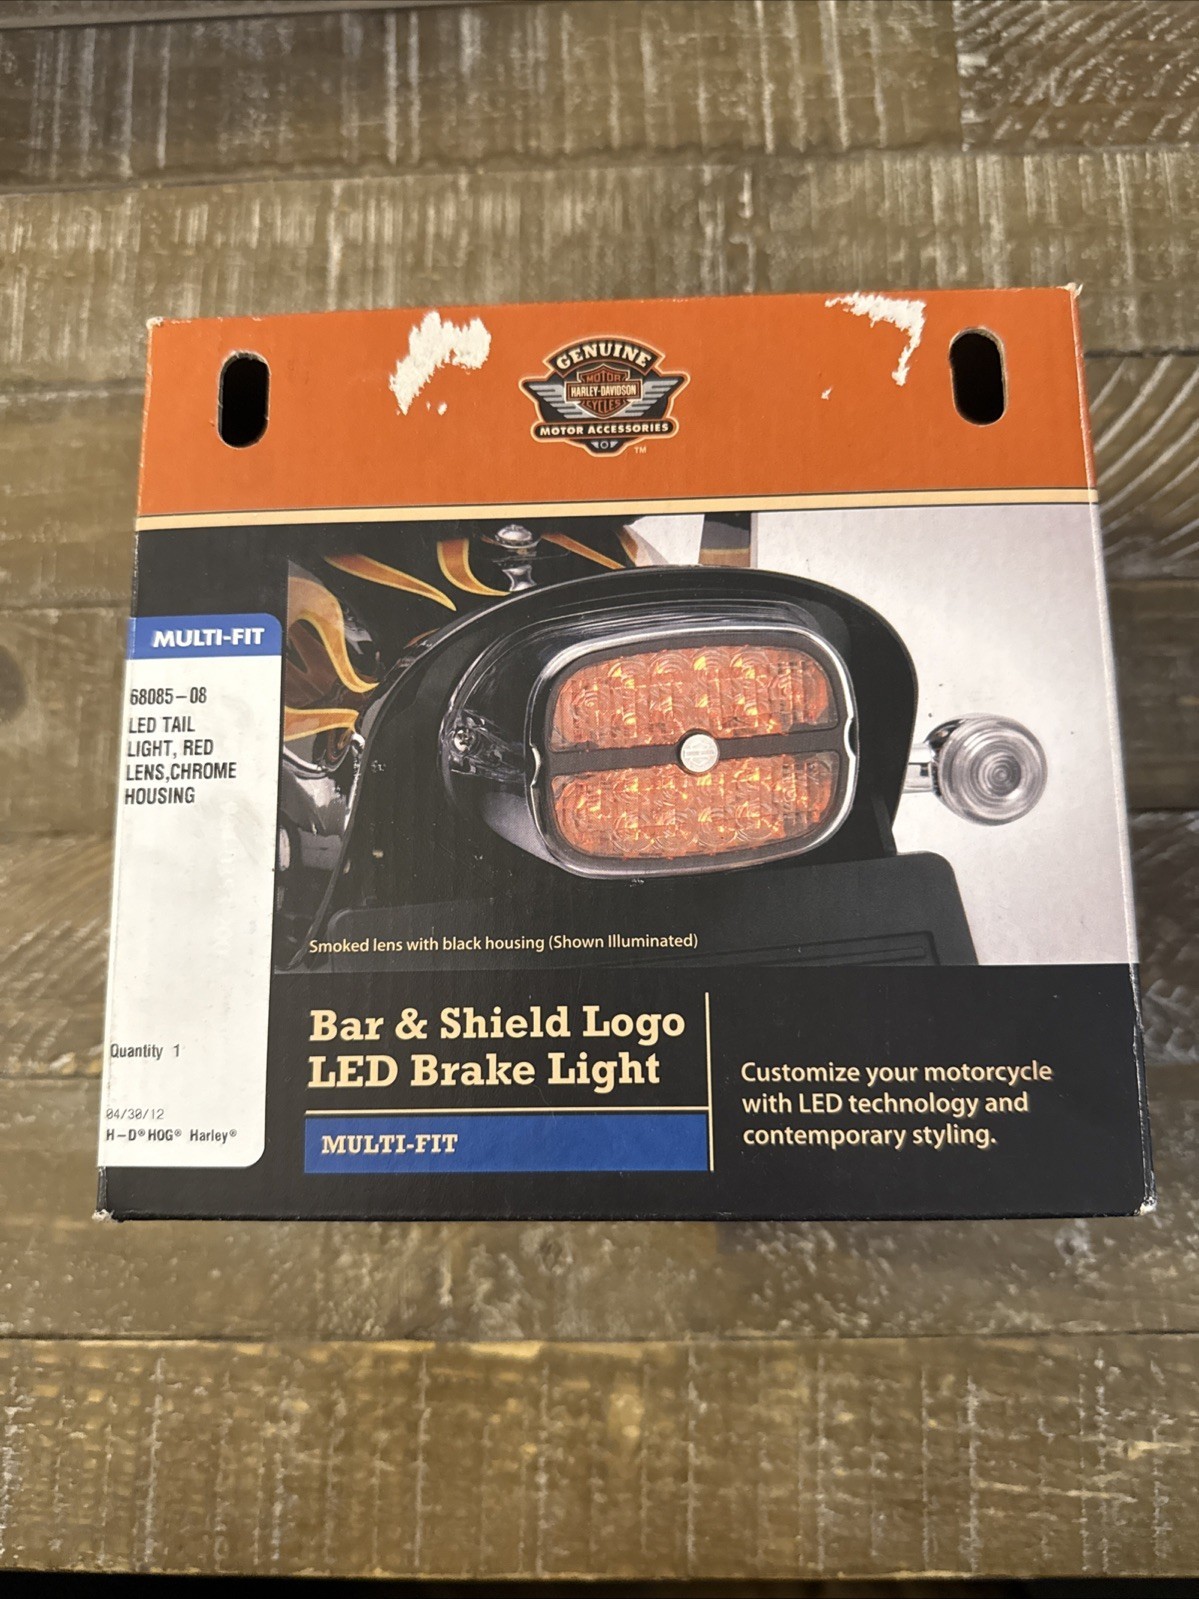 GENUINE
MOTOR
HARLEY-DAVIDSON
CYCLES
MOTOR ACCESSORIES
TM
MULTI-FIT
68085-08
LED TAIL
LIGHT, RED
LENS,CHROME
HOUSING
Quantity 1
04/30/12
H-D® HOG® Harley®
Smoked lens with black housing (Shown Illuminated)
Bar & Shield Logo
LED Brake Light
MULTI-FIT
Customize your motorcycle
with LED technology and
contemporary styling.